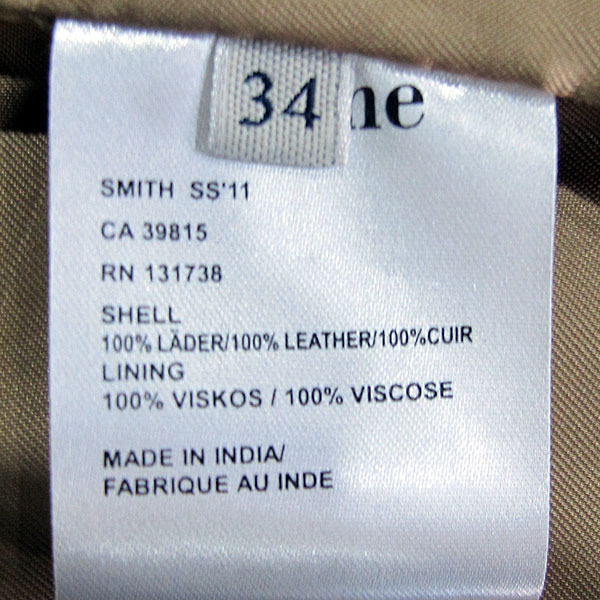 34
ne
SMITH SS'11
CA 39815
RN 131738
SHELL
100% LÄDER/100% LEATHER/100%CUIR
LINING
100% VISKOS / 100% VISCOSE
MADE IN INDIA/
FABRIQUE AU INDE